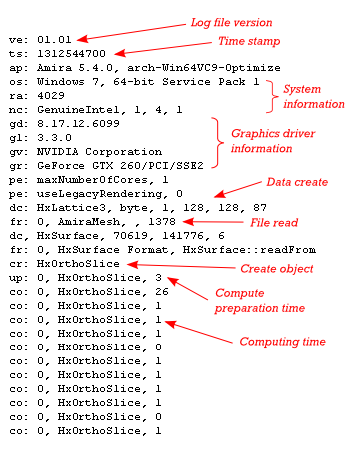 Log file version
ve: 01.01
Time stamp
ts: 1312544700
ap: Amira 5.4.0, arch-Win64VC9-Optimize
os: Windows 7, 64-bit Service Pack 1
ra: 4029
System
information
nc: GenuineIntel, 1, 4, 1
gd: 8.17.12.6099
gl: 3.3.0
Graphics driver
information
gv: NVIDIA Corporation
gr: GeForce GTX 260/PCI/SSE2
pe: maxNumberOfCores, 1
Data create
pe: useLegacyRendering, 0
dc: HxLattice3, byte, 1, 128, 128, 87
fr: 0, AmiraMesh, , 1378
File read
dc, HxSurface, 70619, 141776, 6
fr: 0, HxSurface Format, HxSurface::readFrom
cr: HxOrthoSlice
Create object
up: 0, HxOrthoSlice, 3
co: 0, HxOrthoSlice, 26
Compute
preparation time
co: 0, HxOrthoSlice, 1
co: 0, HxOrthoSlice, 1
Computing time
co: 0, HxOrthoSlice, 1
co: 0, HxOrthoSlice, 0
co: 0, HxOrthoSlice, 1
co: 0, HxOrthoSlice, 1
co: 0, HxOrthoSlice, 1
co: 0, HxOrthoSlice, 1
co: 0, HxOrthoSlice, 0
co: 0, HxOrthoSlice, 1